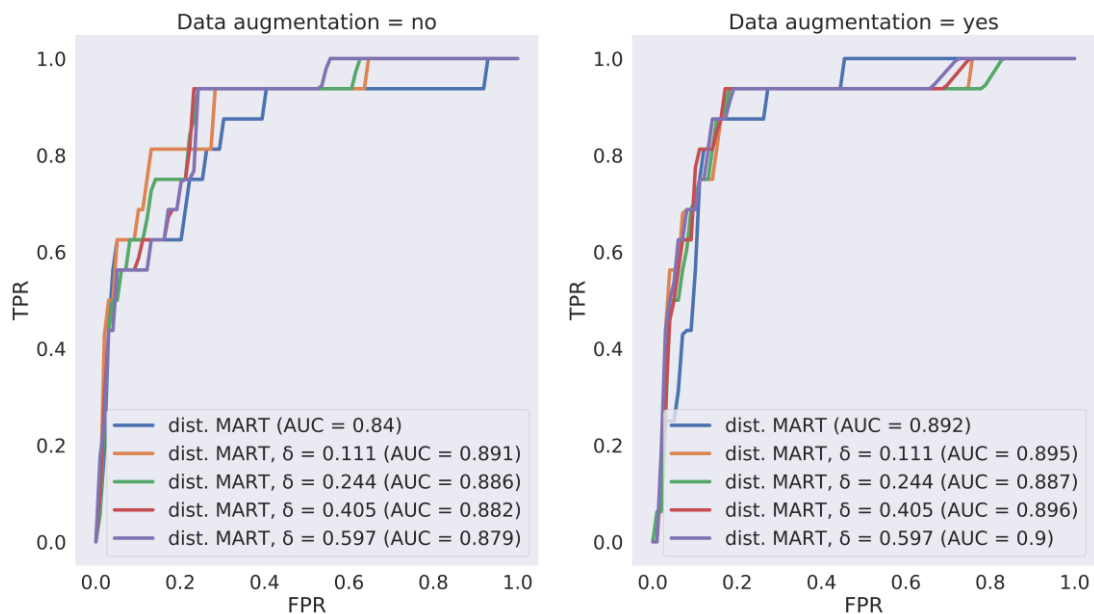 Data augmentation = no
TPR
1.0
0.8
0.6
0.4
0.2
0.0
dist. MART (AUC = 0.84)
dist. MART, δ = 0.111 (AUC = 0.891)
dist. MART, δ = 0.244 (AUC = 0.886)
dist. MART, δ = 0.405 (AUC = 0.882)
dist. MART, δ = 0.597 (AUC = 0.879)
0.0 0.2 0.4 0.6 0.8 1.0
FPR
Data augmentation = yes
TPR
1.0
0.8
0.6
0.4
0.2
0.0
dist. MART (AUC = 0.892)
dist. MART, δ = 0.111 (AUC = 0.895)
dist. MART, δ = 0.244 (AUC = 0.887)
dist. MART, δ = 0.405 (AUC = 0.896)
dist. MART, δ = 0.597 (AUC = 0.9)
0.0 0.2 0.4 0.6 0.8 1.0
FPR